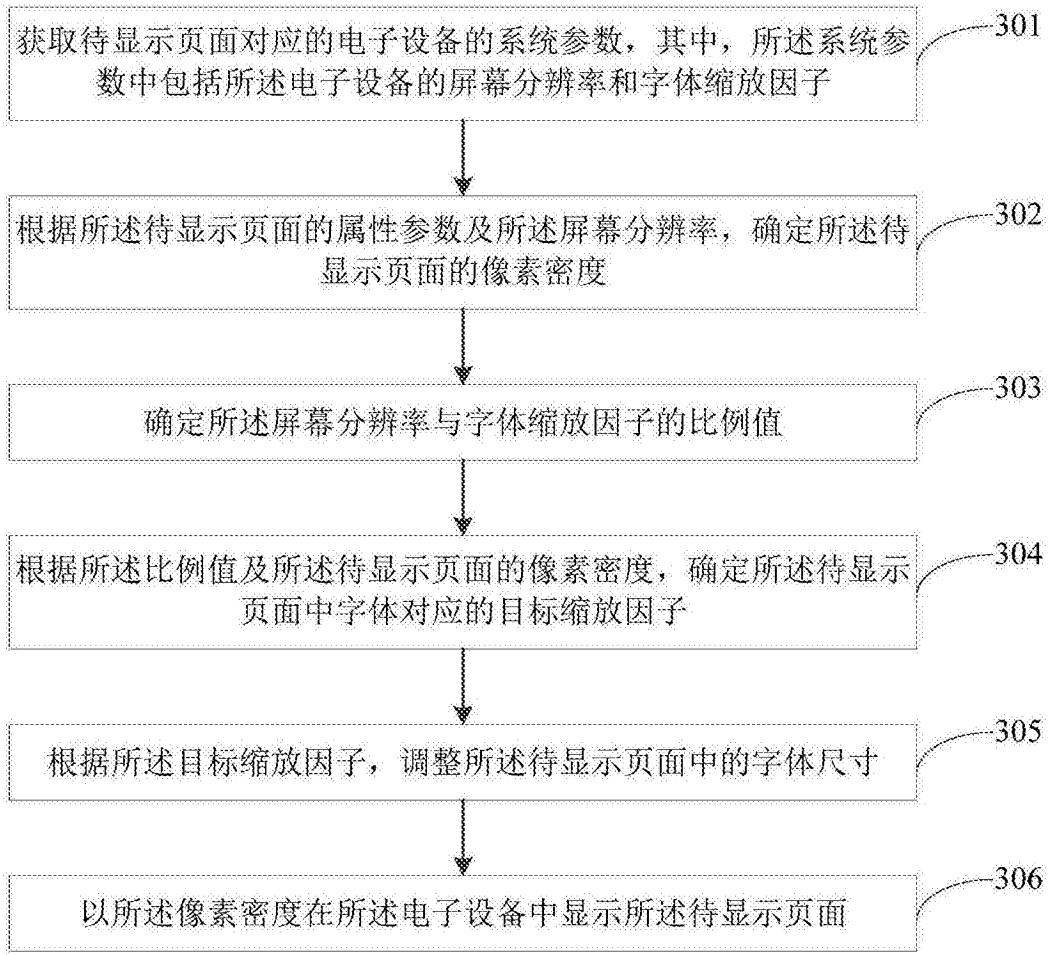 获取待显示页面对应的电子设备的系统参数，其中，所述系统参
数中包括所述电子设备的屏幕分辨率和字体缩放因子
301
根据所述待显示页面的属性参数及所述屏幕分辨率，确定所述待
显示页面的像素密度
302
确定所述屏幕分辨率与字体缩放因子的比例值
303
根据所述比例值及所述待显示页面的像素密度，确定所述待显示
页面中字体对应的目标缩放因子
304
根据所述目标缩放因子，调整所述待显示页面中的字体尺寸
305
以所述像素密度在所述电子设备中显示所述待显示页面
306